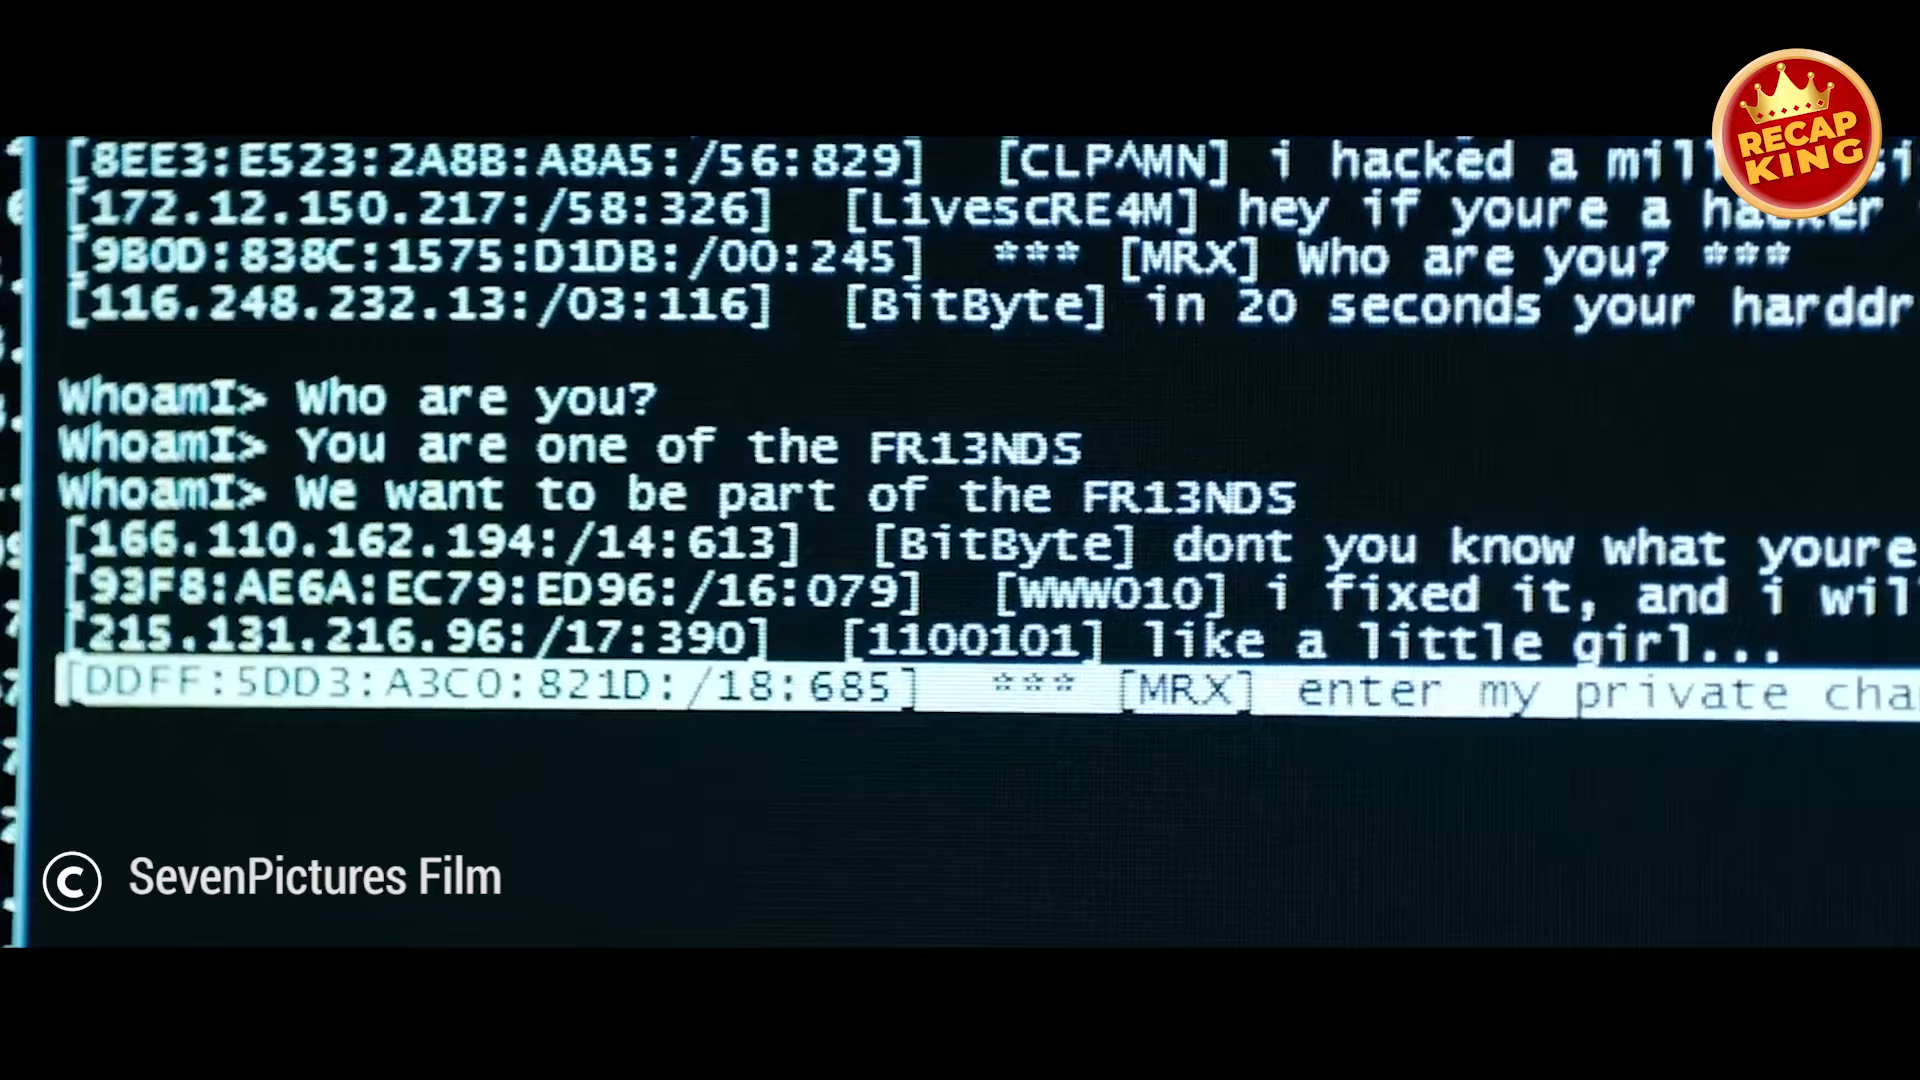 RECAP
KING
[8EE3:E523:2A8B:A8A5:/56:829] [CLP^MN] i hacked a
[172.12.150.217:/58:326] [L1vescRE4M] hey if youre a hacker
[9B0D:838C:1575:D1DB:/00:245] *** [MRX] Who are you? ***
[116.248.232.13:/03:116] [BitByte] in 20 seconds your harddr
WhoamI> Who are you?
WhoamI> You are one of the FR13NDS
WhoamI> We want to be part of the FR13NDS
[166.110.162.194:/14:613] [BitByte] dont you know what youre
[93F8:AE6A:EC79:ED96:/16:079] [WWW010] i fixed it, and i wil
[215.131.216.96:/17:390] [1100101] like a little girl...
[DDFF:5DD3:A3C0:821D:/18:685] *** [MRX] enter my private cha
© SevenPictures Film